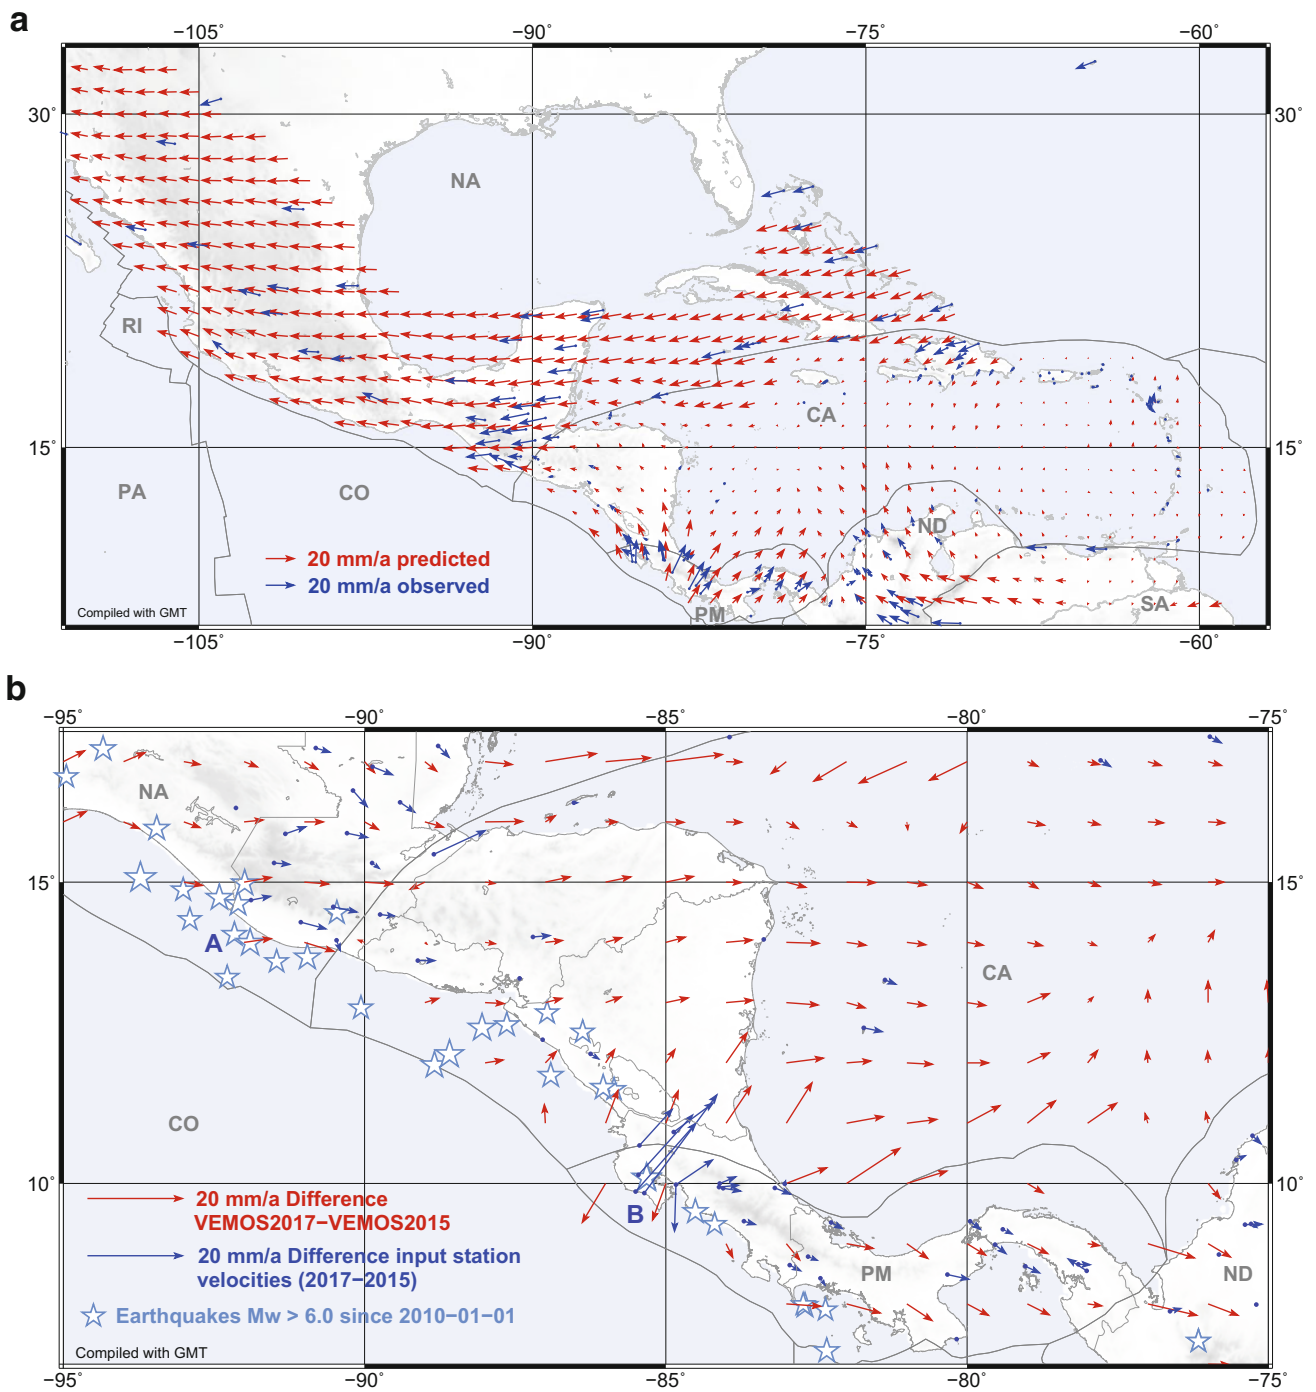 a
−105° −90° −75° −60°
30° 30°
NA
RI
CA
15° 15°
PA CO
ND
20 mm/a predicted
20 mm/a observed
Compiled with GMT
PM
SA
−105° −90° −75° −60°
b
−95° −90° −85° −80° −75°
NA
15° 15°
A
CA
CO
10° 10°
20 mm/a Difference
VEMOS2017−VEMOS2015
B
20 mm/a Difference input station
velocities (2017−2015)
PM ND
Earthquakes Mw > 6.0 since 2010−01−01
Compiled with GMT
−95° −90° −85° −80° −75°